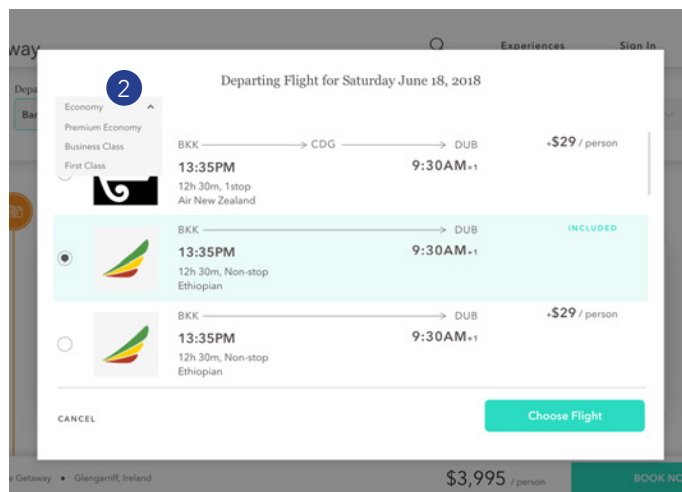 way
Experiences
Sign In
Depa
Bar
2
Departing Flight for Saturday June 18, 2018
Economy
Premium Economy
Business Class
First Class
BKK CDG DUB
+$29 / person
13:35PM 9:30AM+1
12h 30m, 1stop
Air New Zealand
BKK DUB
INCLUDED
13:35PM 9:30AM+1
12h 30m, Non-stop
Ethiopian
BKK DUB
+$29 / person
13:35PM 9:30AM+1
12h 30m, Non-stop
Ethiopian
CANCEL
Choose Flight
e Getaway • Glengarriff, Ireland
$3,995 / person
BOOK NO